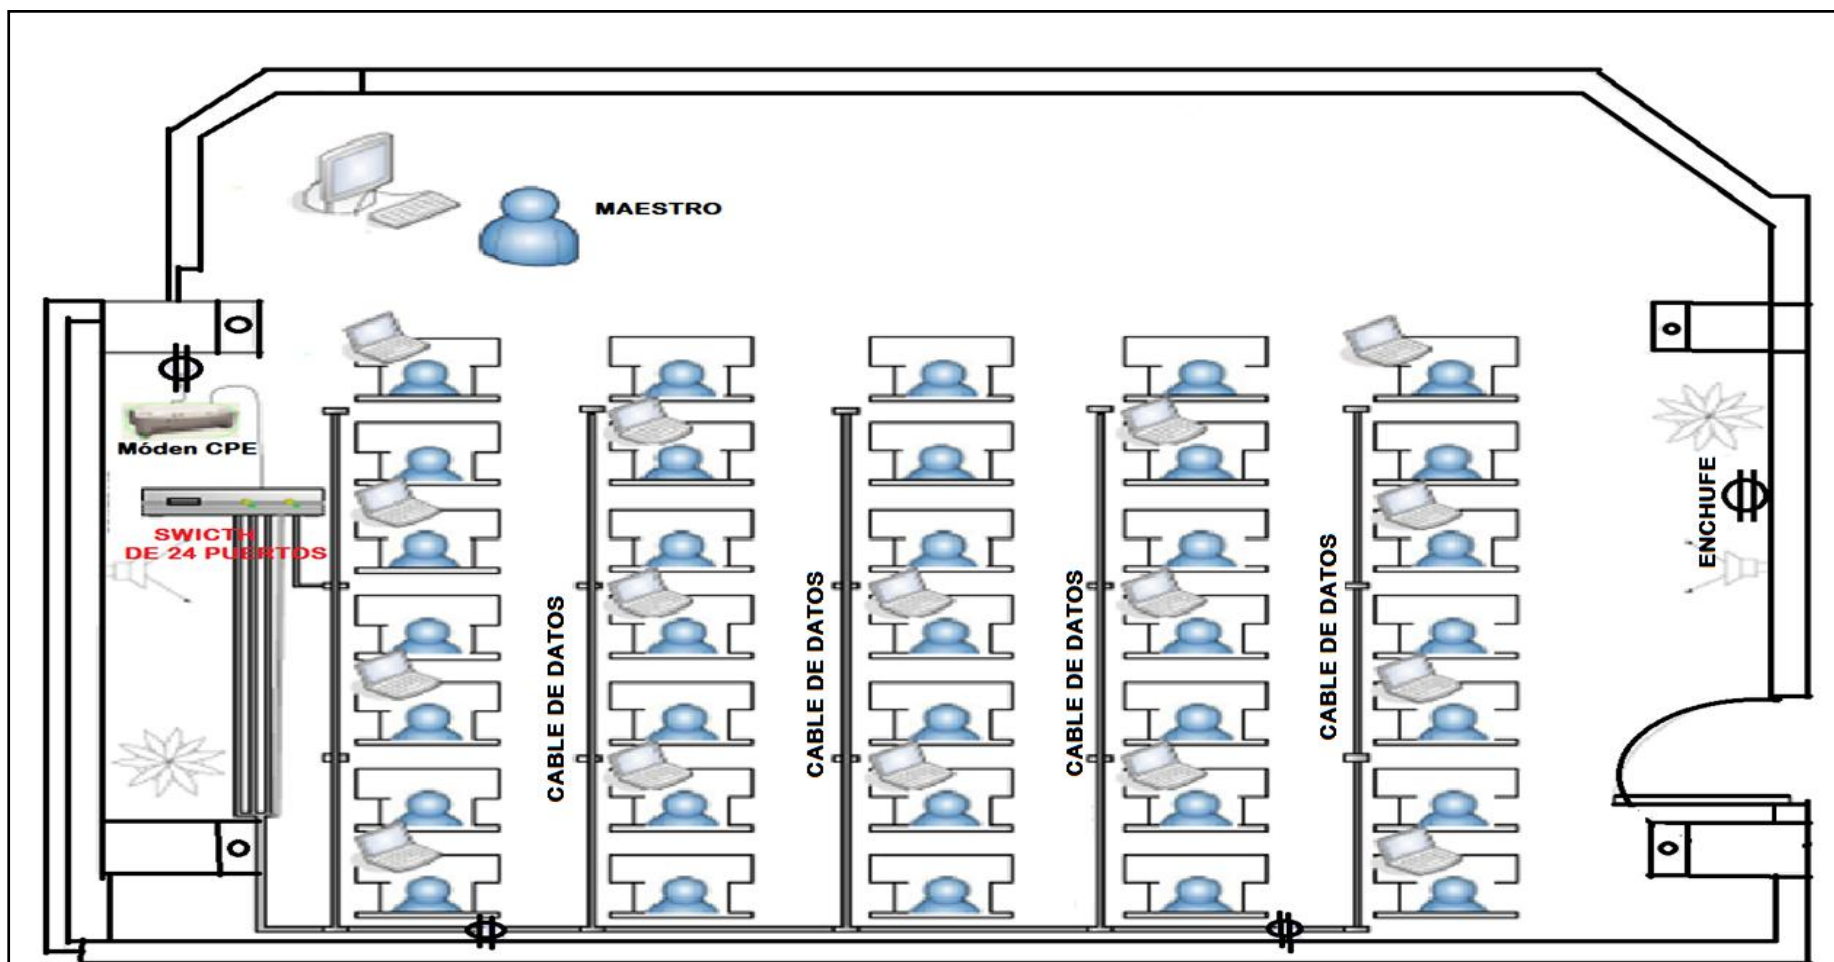 MAESTRO
Móden CPE
SWICTH
DE 24 PUERTOS
CABLE DE DATOS
CABLE DE DATOS
CABLE DE DATOS
CABLE DE DATOS
ENCHUFE